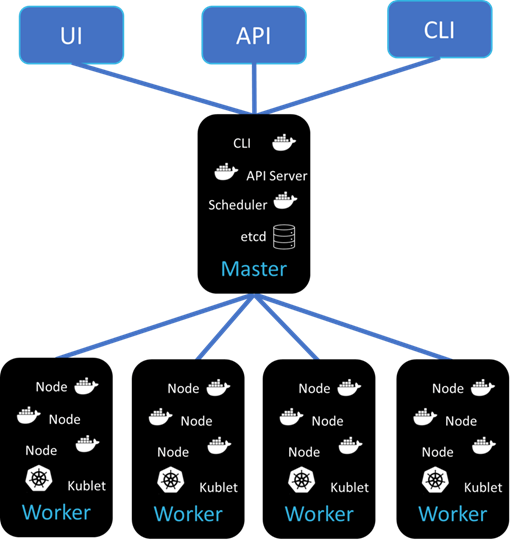 UI
API
CLI
CLI
API Server
Scheduler
etcd
Master
Node
Node
Node
Kublet
Worker
Node
Node
Node
Kublet
Worker
Node
Node
Node
Kublet
Worker
Node
Node
Node
Kublet
Worker